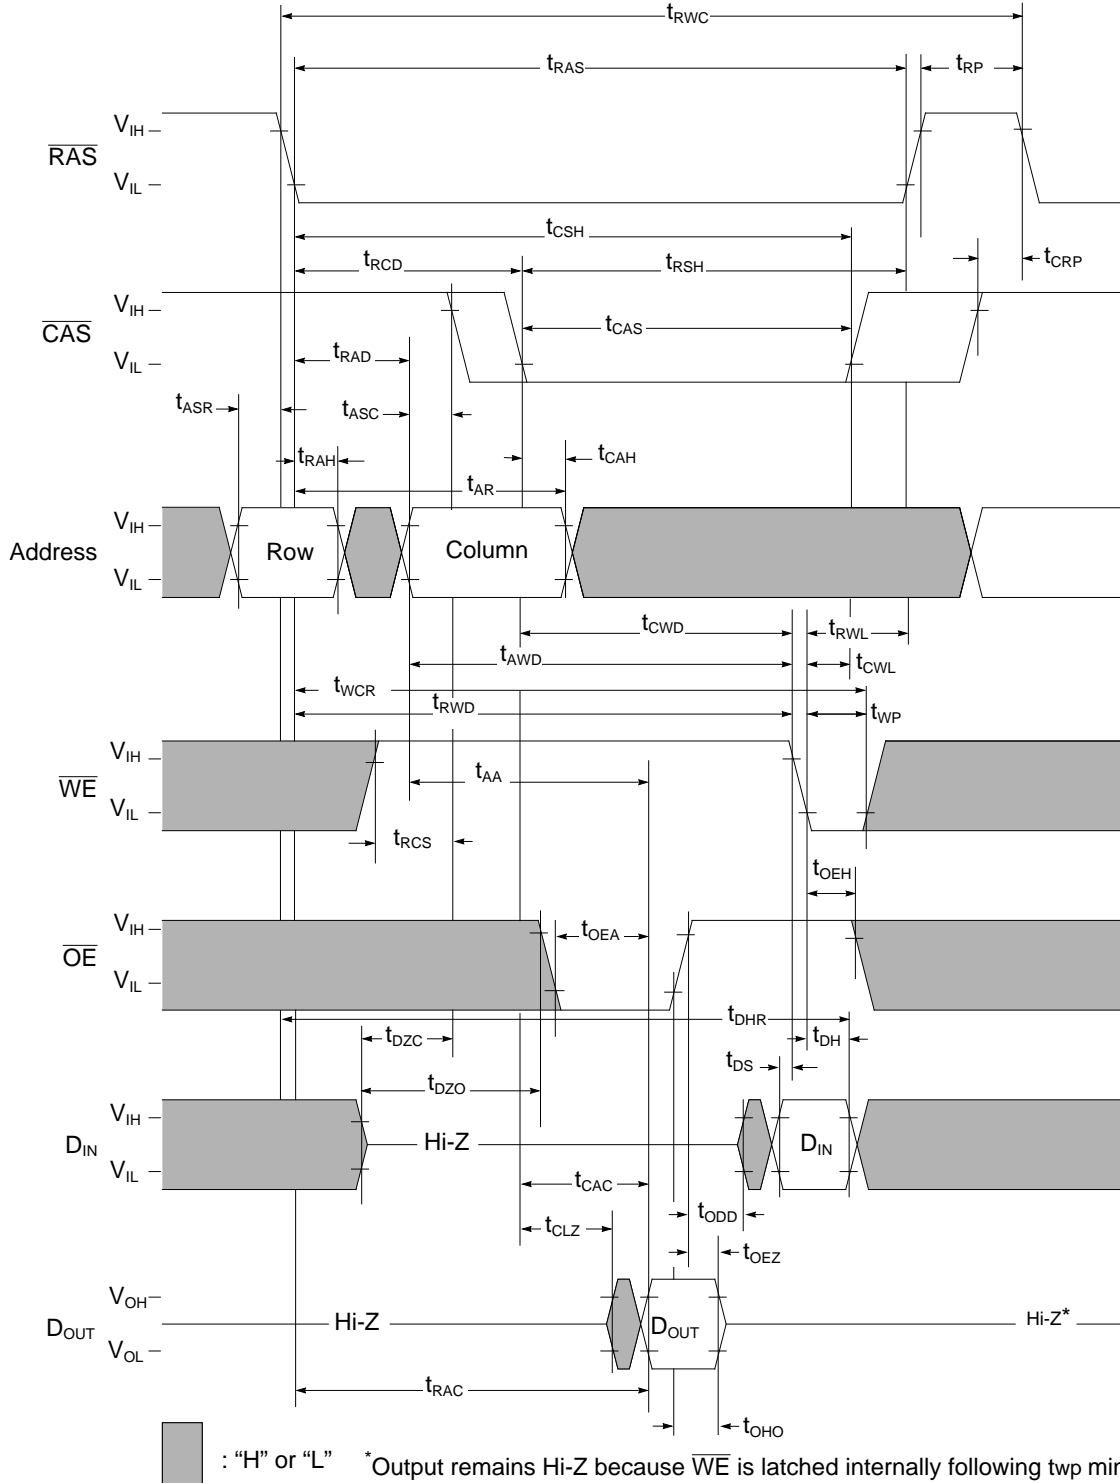 tRWC
tRAS
tRP
VIH
RAS
VIL
tCSH
tRCD
tRSH
tCRP
VIH
CAS
tCAS
VIL
tRAD
tASR
tASC
tRAH
tCAH
tAR
VIH
Address
Row
Column
VIL
tCWD
tRWL
tAWD
tCWL
tWCR
tRWD
tWP
VIH
WE
tAA
VIL
tRCS
tOEH
VIH
OE
tOEA
VIL
tDHR
tDZC
tDH
tDS
tDZO
VIH
DIN
Hi-Z
DIN
VIL
tCAC
tODD
tCLZ
tOEZ
VOH
DOUT
Hi-Z
DOUT
Hi-Z*
VOL
tRAC
tOHO
: “H” or “L” *Output remains Hi-Z because WE is latched internally following twp min